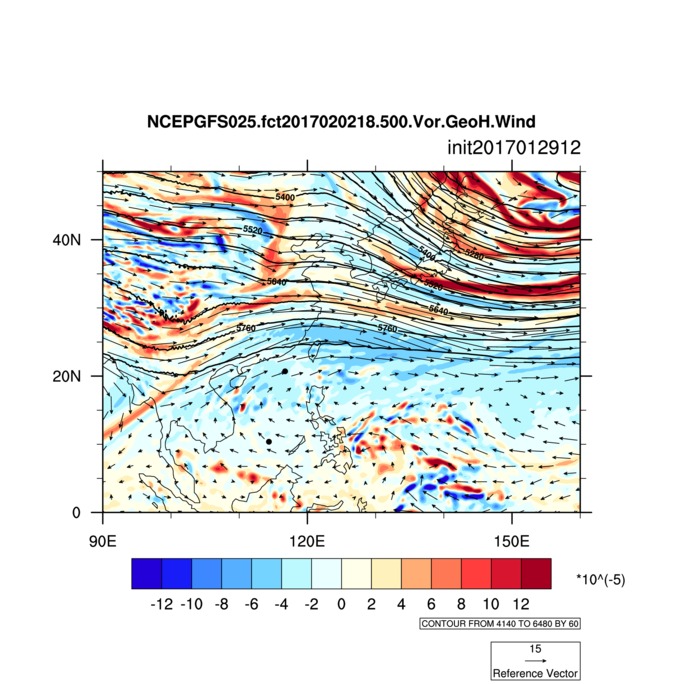 NCEPGFS025.fct2017020218.500.Vor.GeoH.Wind
init2017012912
5400
5520
40N
5400
5280
5640
5520
5640
5760
5760
20N
0
90E 120E 150E
-12 -10 -8 -6 -4 -2 0 2 4 6 8 10 12
*10^(-5)
CONTOUR FROM 4140 TO 6480 BY 60
15
Reference Vector